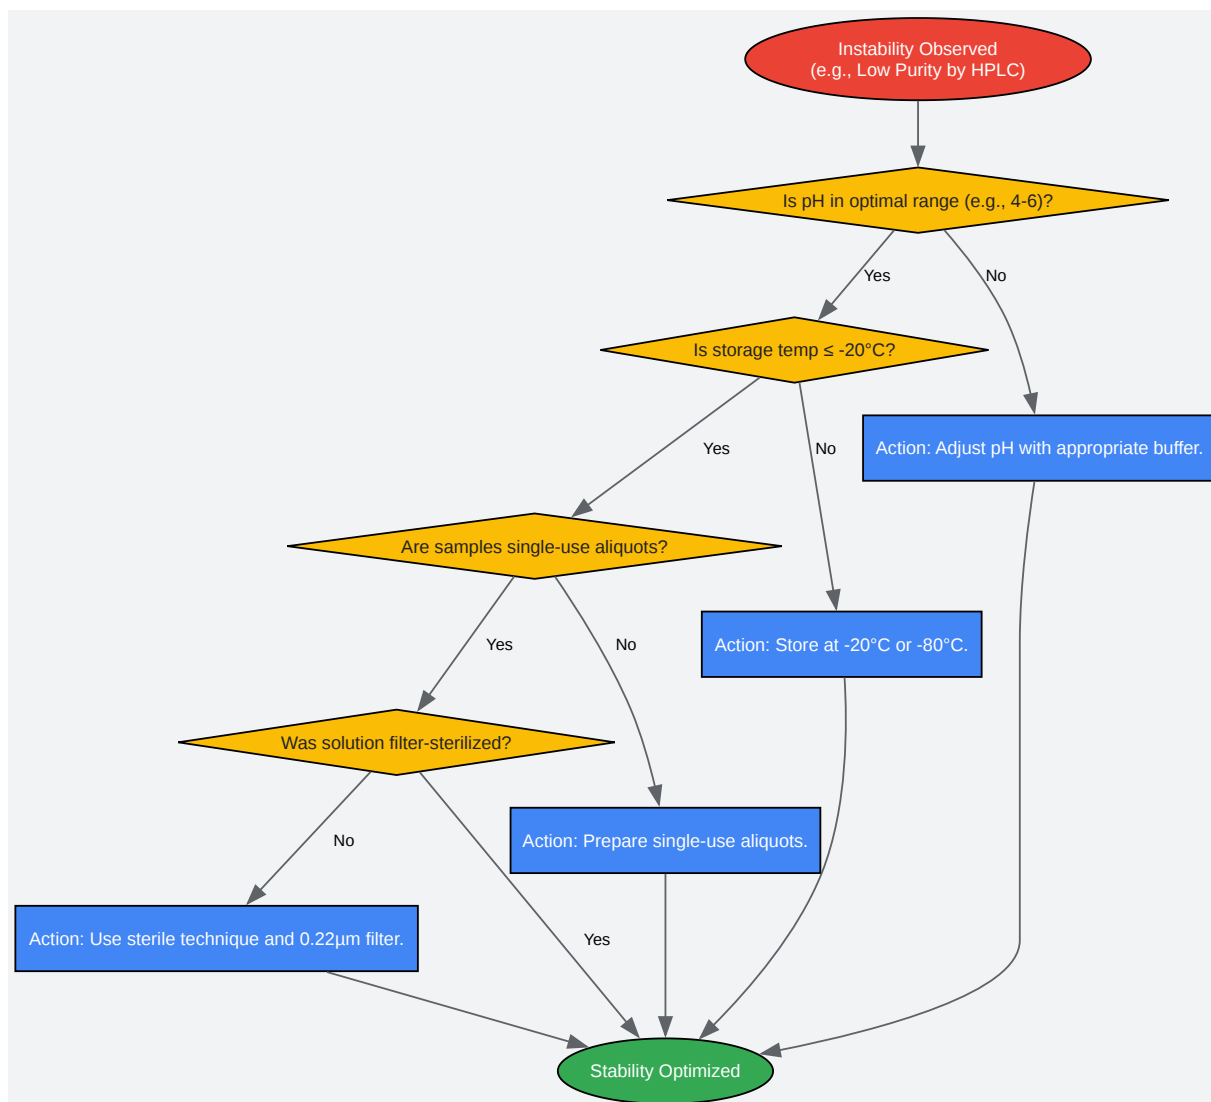 Instability Observed
(e.g., Low Purity by HPLC)
Is pH in optimal range (e.g., 4-6)?
Yes
No
Is storage temp ≤ -20°C?
Yes
No
Action: Adjust pH with appropriate buffer.
Are samples single-use aliquots?
Yes
No
Action: Store at -20°C or -80°C.
Was solution filter-sterilized?
No
Yes
Action: Prepare single-use aliquots.
Action: Use sterile technique and 0.22µm filter.
Stability Optimized